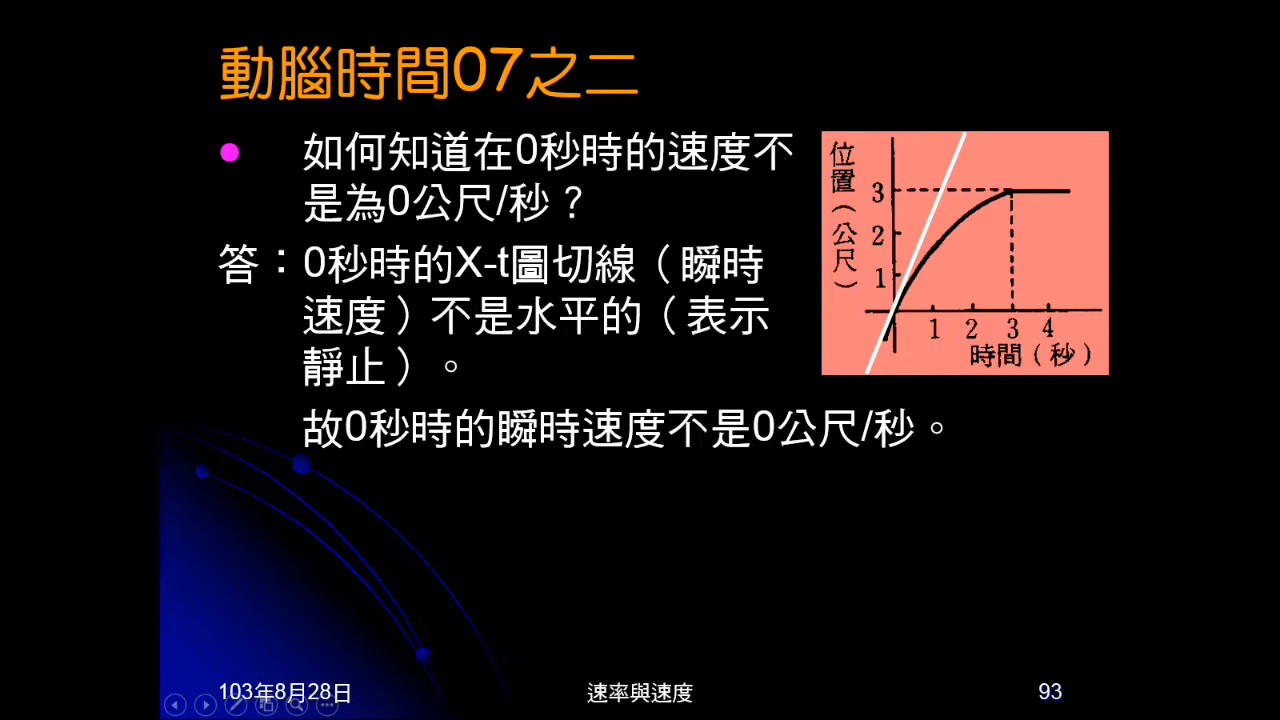 動腦時間07之二
如何知道在0秒時的速度不
是為0公尺/秒？
答：0秒時的X-t圖切線（瞬時
速度）不是水平的（表示
靜止）。
故0秒時的瞬時速度不是0公尺/秒。
位置（公尺）
3
2
1
1 2 3 4
時間（秒）
103年8月28日
速率與速度
93